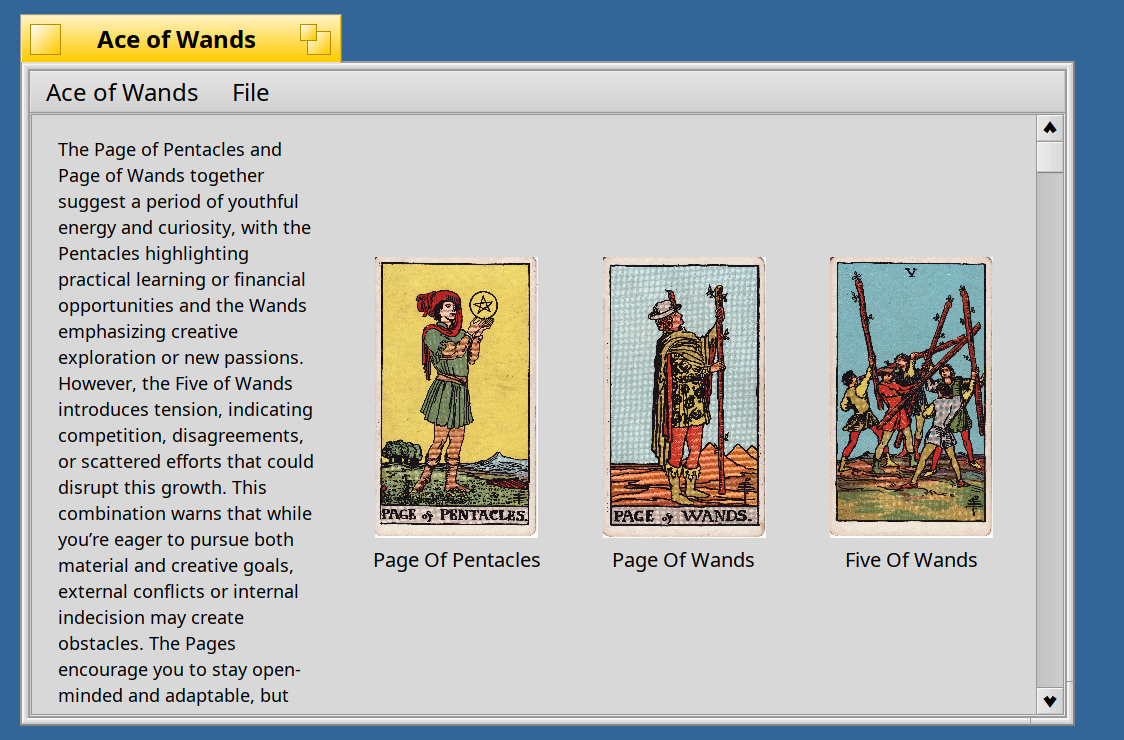 Ace of Wands
Ace of Wands File
The Page of Pentacles and
Page of Wands together
suggest a period of youthful
energy and curiosity, with the
Pentacles highlighting
practical learning or financial
opportunities and the Wands
emphasizing creative
exploration or new passions.
However, the Five of Wands
introduces tension, indicating
competition, disagreements,
or scattered efforts that could
disrupt this growth. This
combination warns that while
you’re eager to pursue both
material and creative goals,
external conflicts or internal
indecision may create
obstacles. The Pages
encourage you to stay open-
minded and adaptable, but
PAGE of PENTACLES.
Page Of Pentacles
PAGE of WANDS.
Page Of Wands
V
Five Of Wands